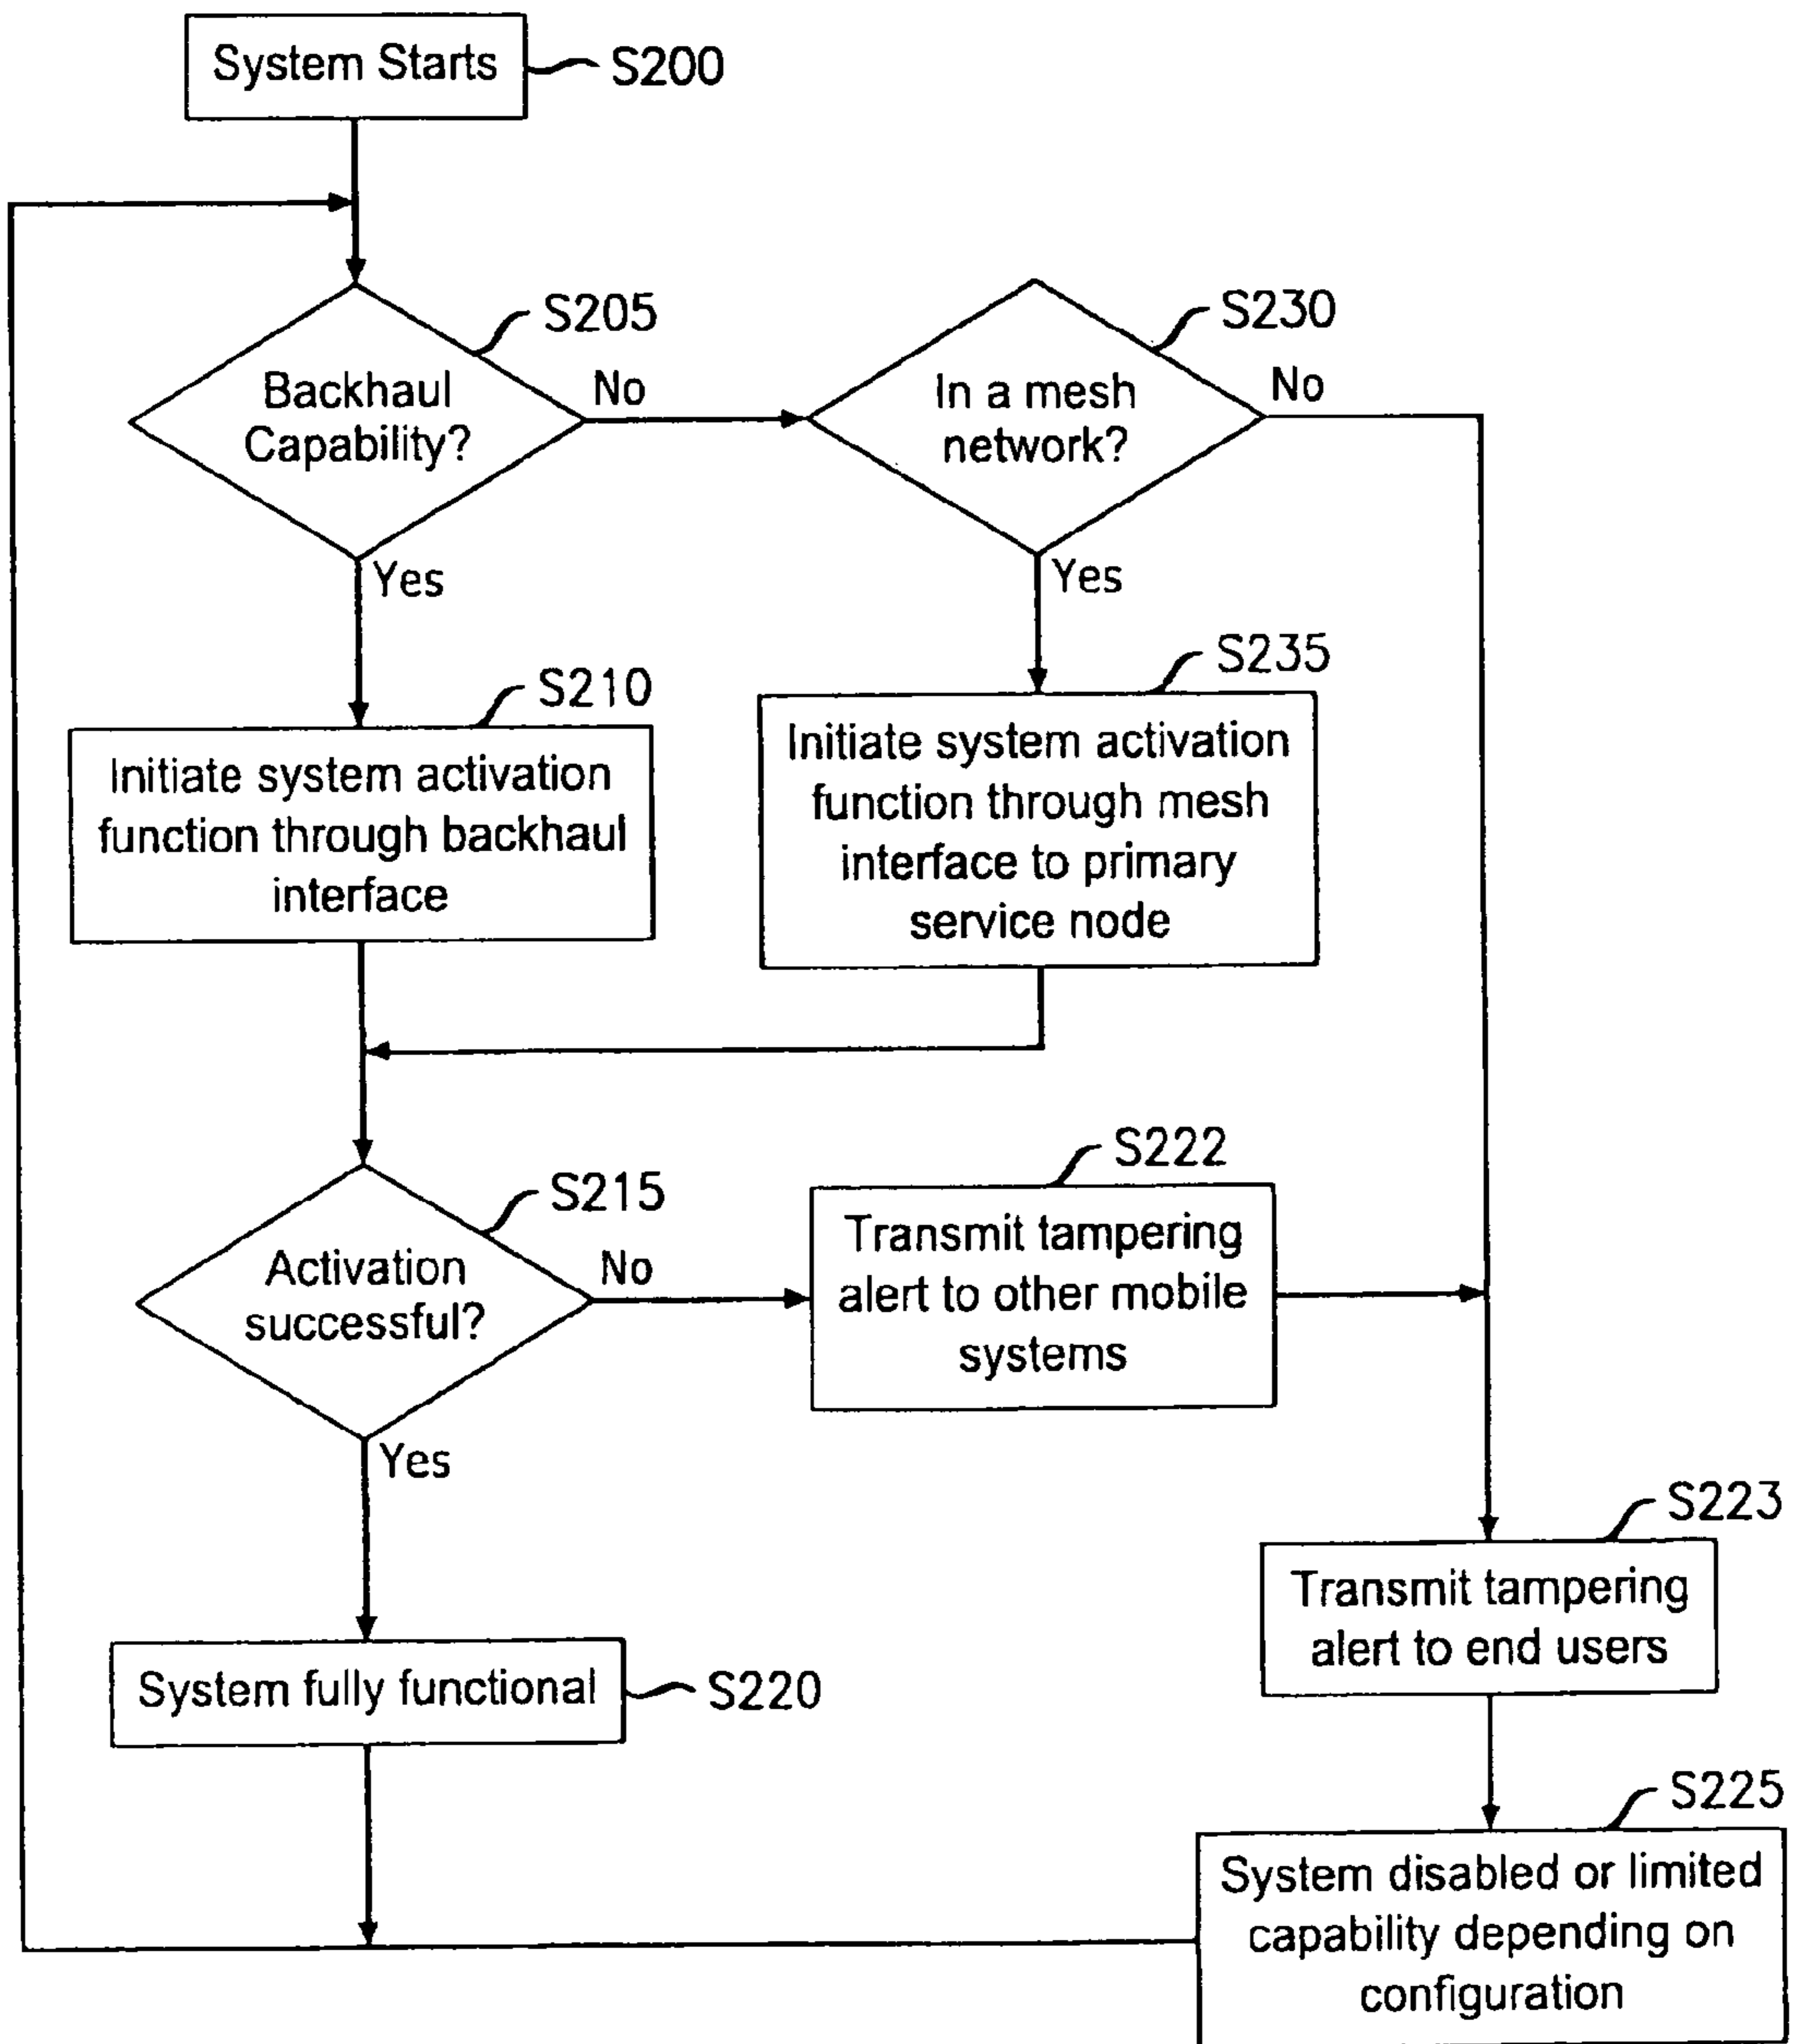 System Starts
S200
S205
Backhaul
Capability?
No
Yes
S230
In a mesh
network?
No
Yes
S210
Initiate system activation
function through backhaul
interface
S235
Initiate system activation
function through mesh
interface to primary
service node
S215
Activation
successful?
No
Yes
S222
Transmit tampering
alert to other mobile
systems
S223
Transmit tampering
alert to end users
System fully functional
S220
S225
System disabled or limited
capability depending on
configuration